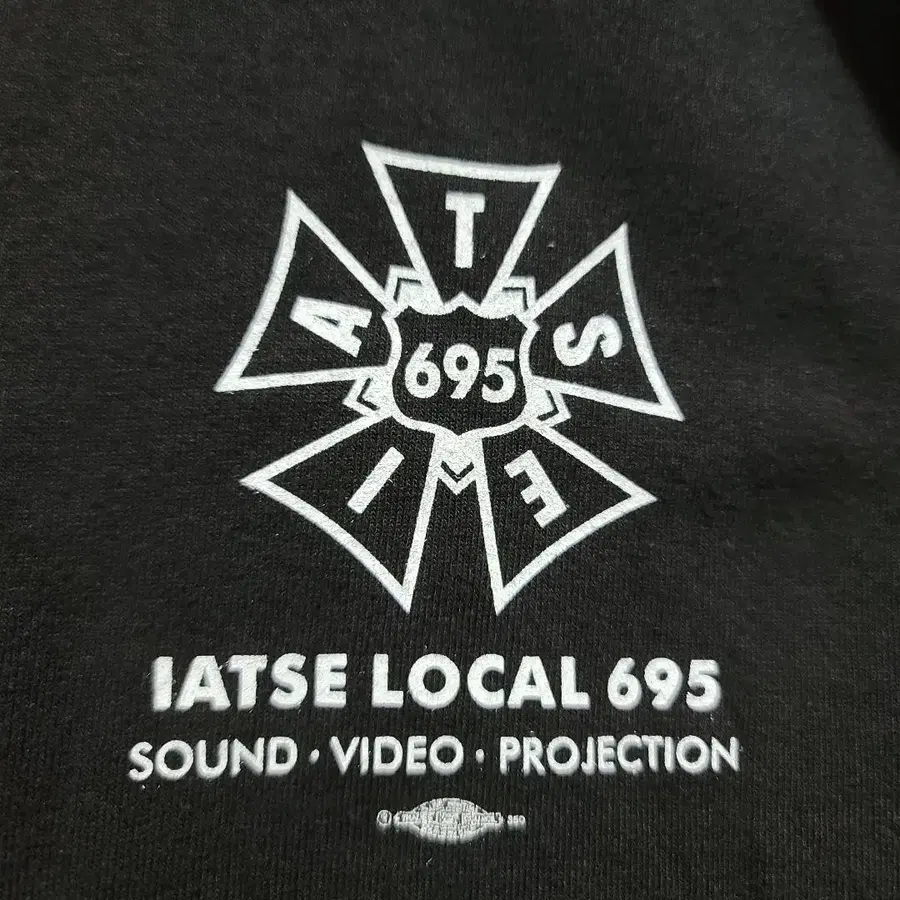 I A T S E
695
IATSE LOCAL 695
SOUND · VIDEO · PROJECTION